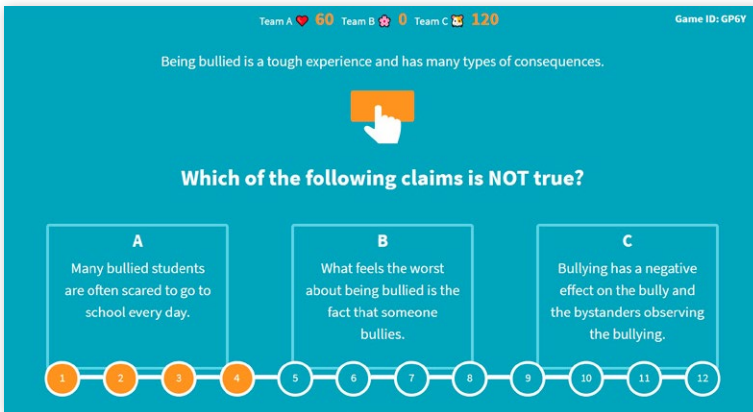 Team A ❤️ 60 Team B 🌸 0 Team C 🐹 120
Game ID: GP6Y
Being bullied is a tough experience and has many types of consequences.
Which of the following claims is NOT true?
A
Many bullied students
are often scared to go to
school every day.
B
What feels the worst
about being bullied is the
fact that someone
bullies.
C
Bullying has a negative
effect on the bully and
the bystanders observing
the bullying.
1 2 3 4 5 6 7 8 9 10 11 12